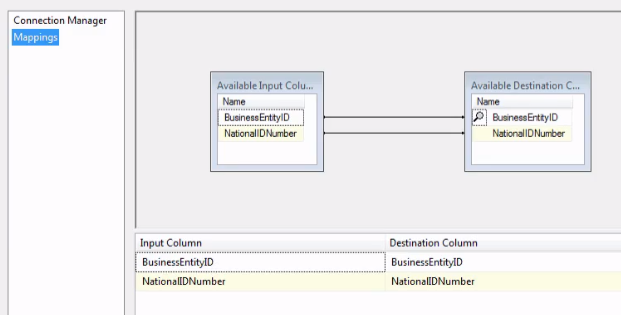 Connection Manager
Mappings
Available Input Colu...
Name
BusinessEntityID
NationalIDNumber
Available Destination C...
Name
BusinessEntityID
NationalIDNumber
Input Column Destination Column
BusinessEntityID BusinessEntityID
NationalIDNumber NationalIDNumber